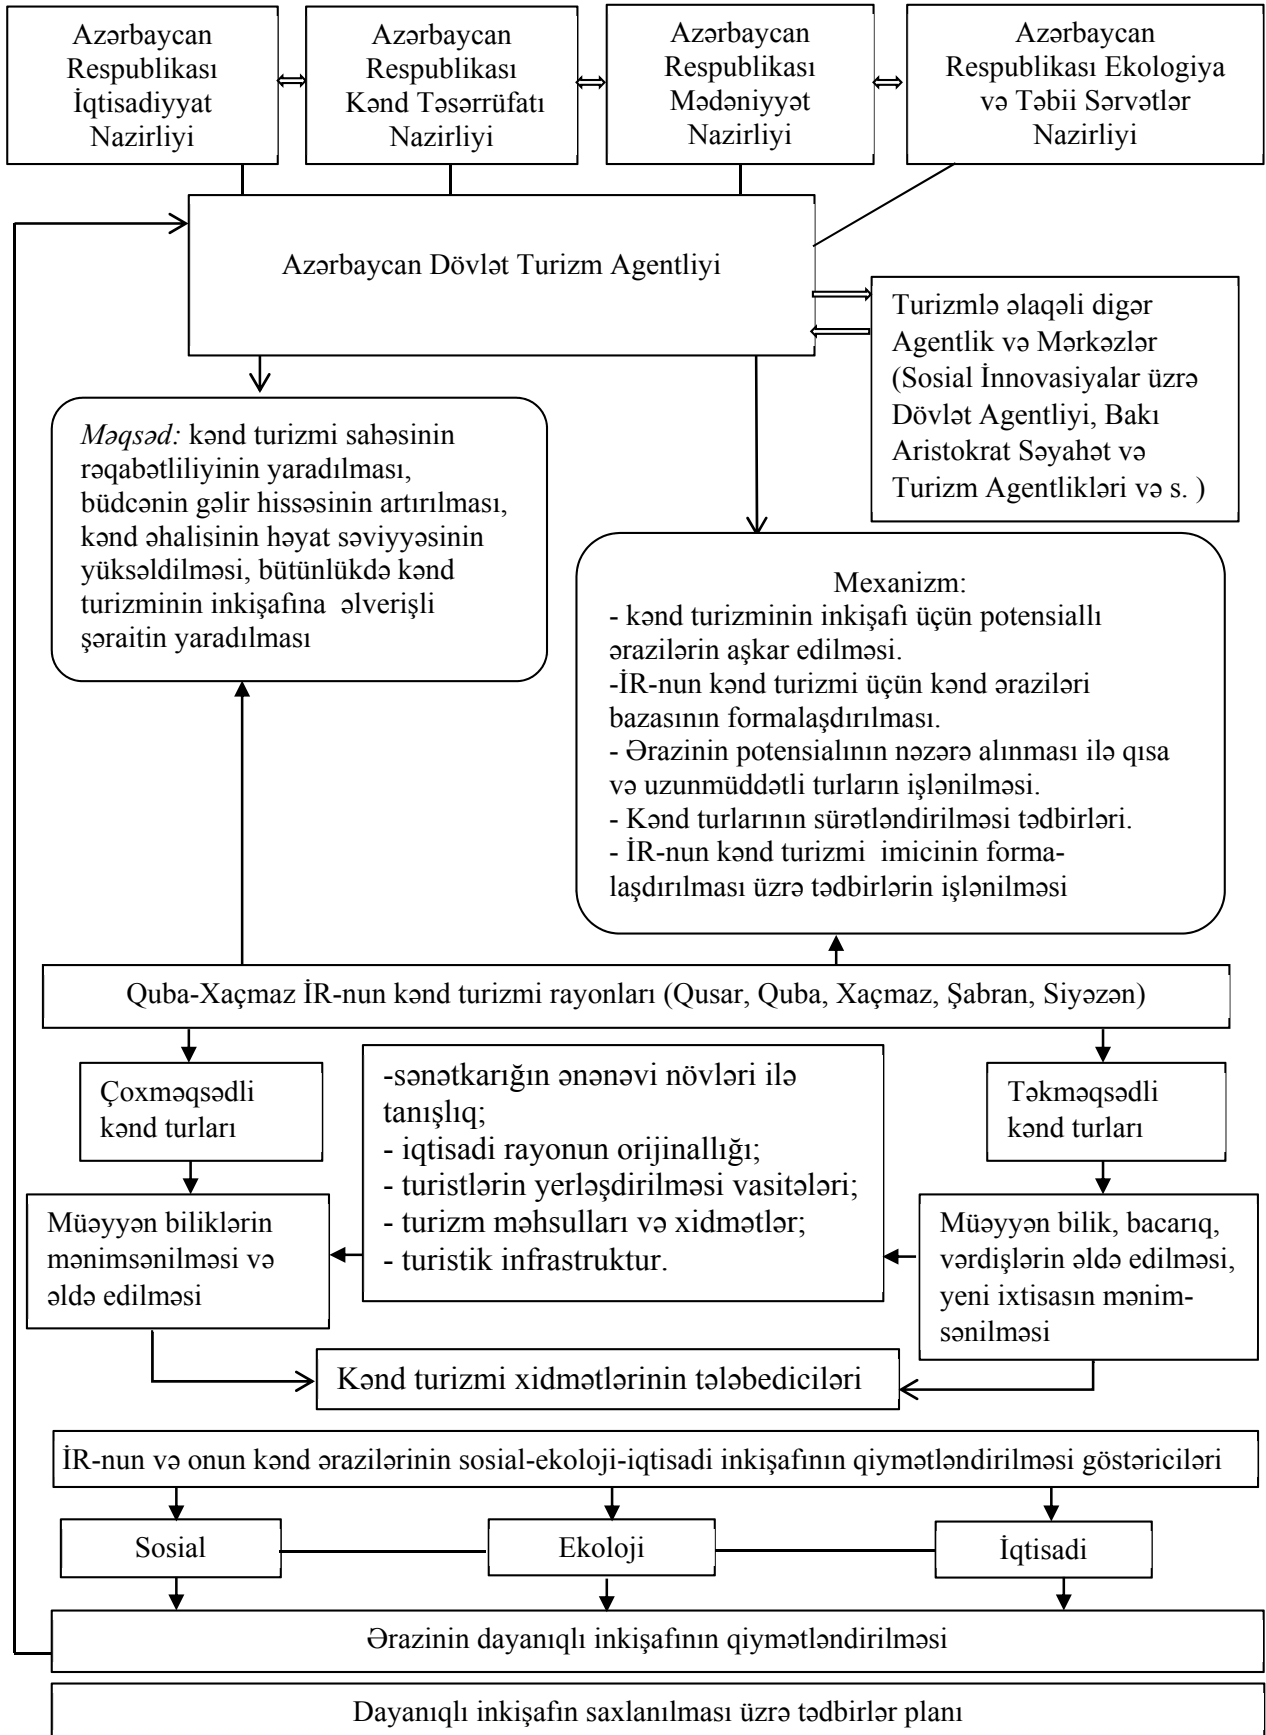 Azərbaycan
Respublikası
İqtisadiyyat
Nazirliyi
Azərbaycan
Respublikası
Kənd Təsərrüfatı
Nazirliyi
Azərbaycan
Respublikası
Mədəniyyət
Nazirliyi
Azərbaycan
Respublikası Ekologiya
və Təbii Sərvətlər
Nazirliyi
Azərbaycan Dövlət Turizm Agentliyi
Turizmlə əlaqəli digər
Agentlik və Mərkəzlər
(Sosial İnnovasiyalar üzrə
Dövlət Agentliyi, Bakı
Aristokrat Səyahət və
Turizm Agentlikləri və s. )
Məqsəd: kənd turizmi sahəsinin
rəqabətliliyinin yaradılması,
büdcənin gəlir hissəsinin artırılması,
kənd əhalisinin həyat səviyyəsinin
yüksəldilməsi, bütünlükdə kənd
turizminin inkişafına əlverişli
şəraitin yaradılması
Mexanizm:
- kənd turizminin inkişafı üçün potensiallı
ərazilərin aşkar edilməsi.
-İR-nun kənd turizmi üçün kənd əraziləri
bazasının formalaşdırılması.
- Ərazinin potensialının nəzərə alınması ilə qısa
və uzunmüddətli turların işlənilməsi.
- Kənd turlarının sürətləndirilməsi tədbirləri.
- İR-nun kənd turizmi imicinin forma-
laşdırılması üzrə tədbirlərin işlənilməsi
Quba-Xaçmaz İR-nun kənd turizmi rayonları (Qusar, Quba, Xaçmaz, Şabran, Siyəzən)
Çoxməqsədli
kənd turları
-sənətkarığın ənənəvi növləri ilə
tanışlıq;
- iqtisadi rayonun orijinallığı;
- turistlərin yerləşdirilməsi vasitələri;
- turizm məhsulları və xidmətlər;
- turistik infrastruktur.
Təkməqsədli
kənd turları
Müəyyən biliklərin
mənimsənilməsi və
əldə edilməsi
Müəyyən bilik, bacarıq,
vərdişlərin əldə edilməsi,
yeni ixtisasın mənim-
sənilməsi
Kənd turizmi xidmətlərinin tələbediciləri
İR-nun və onun kənd ərazilərinin sosial-ekoloji-iqtisadi inkişafının qiymətləndirilməsi göstəriciləri
Sosial
Ekoloji
İqtisadi
Ərazinin dayanıqlı inkişafının qiymətləndirilməsi
Dayanıqlı inkişafın saxlanılması üzrə tədbirlər planı